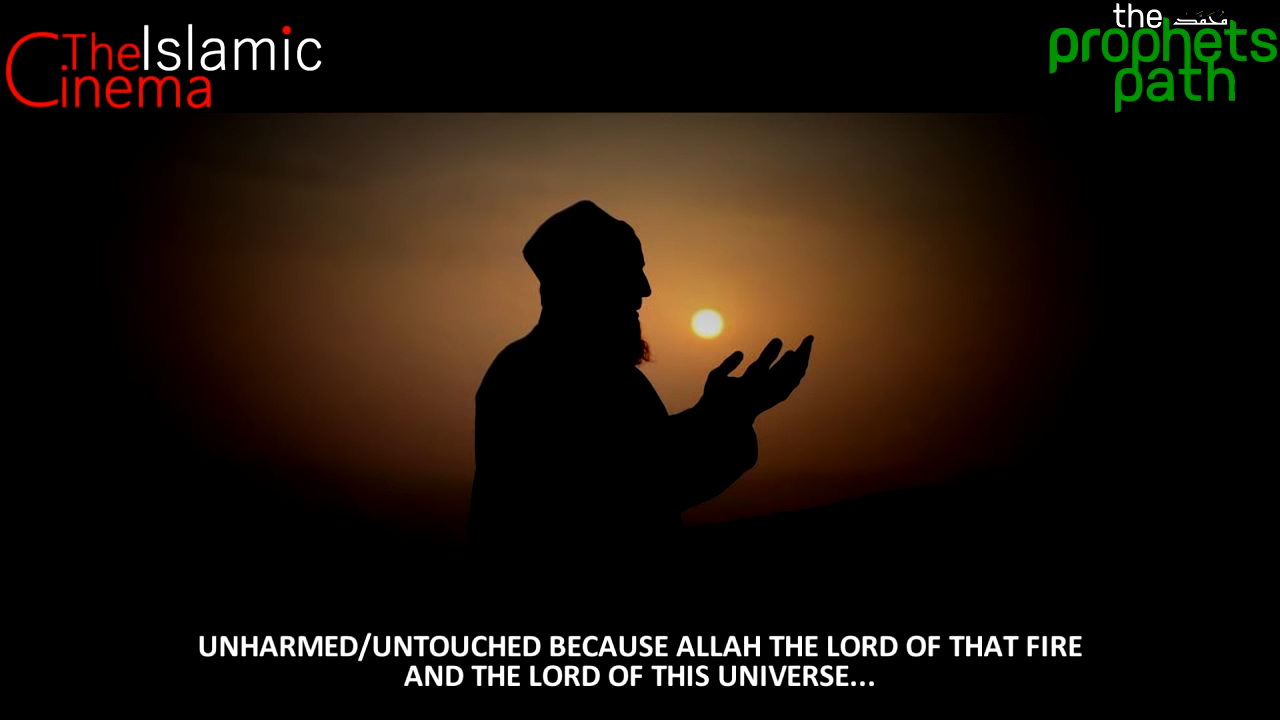 TheIslamic
Cinema
the محمد
prophets
path
UNHARMED/UNTOUCHED BECAUSE ALLAH THE LORD OF THAT FIRE
AND THE LORD OF THIS UNIVERSE...